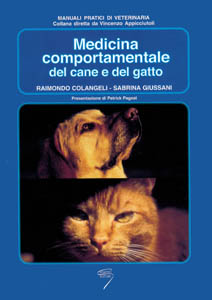 MANUALI PRATICI DI VETERINARIA
Collana diretta da Vincenzo Appicciutoli
Medicina
comportamentale
del cane e del gatto
RAIMONDO COLANGELI - SABRINA GIUSSANI
Presentazione di Patrick Pageat